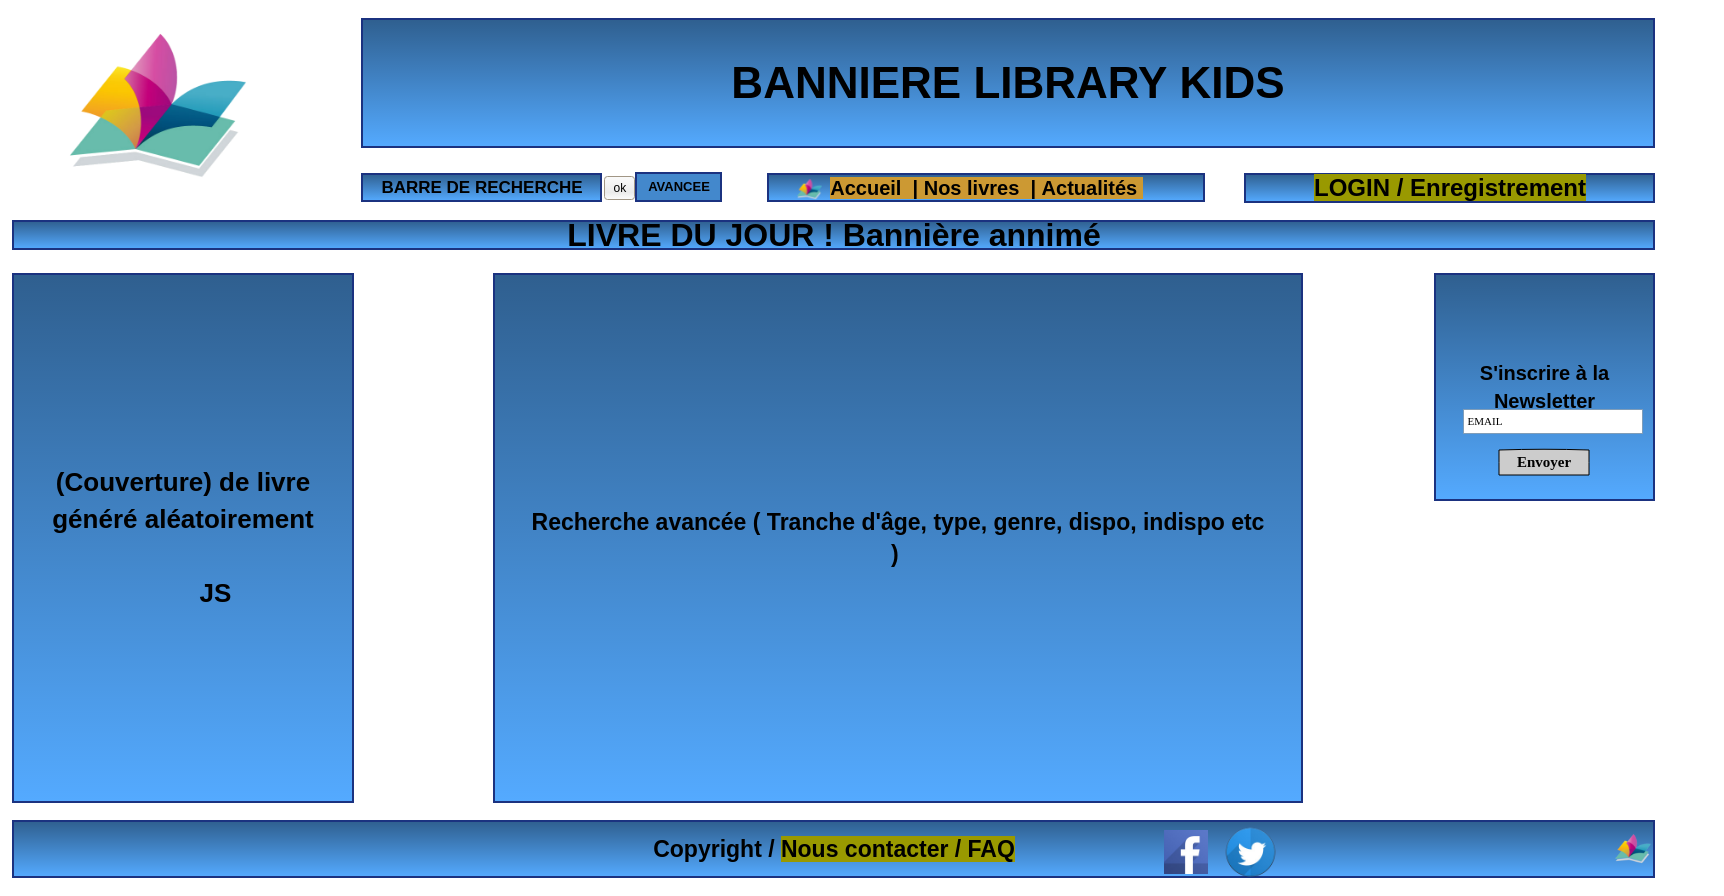 BANNIERE LIBRARY KIDS
BARRE DE RECHERCHE
ok
AVANCEE
Accueil | Nos livres | Actualités
LOGIN / Enregistrement
LIVRE DU JOUR ! Bannière annimé
(Couverture) de livre
généré aléatoirement
JS
Recherche avancée ( Tranche d'âge, type, genre, dispo, indispo etc
)
S'inscrire à la
Newsletter
EMAIL
Envoyer
Copyright / Nous contacter / FAQ